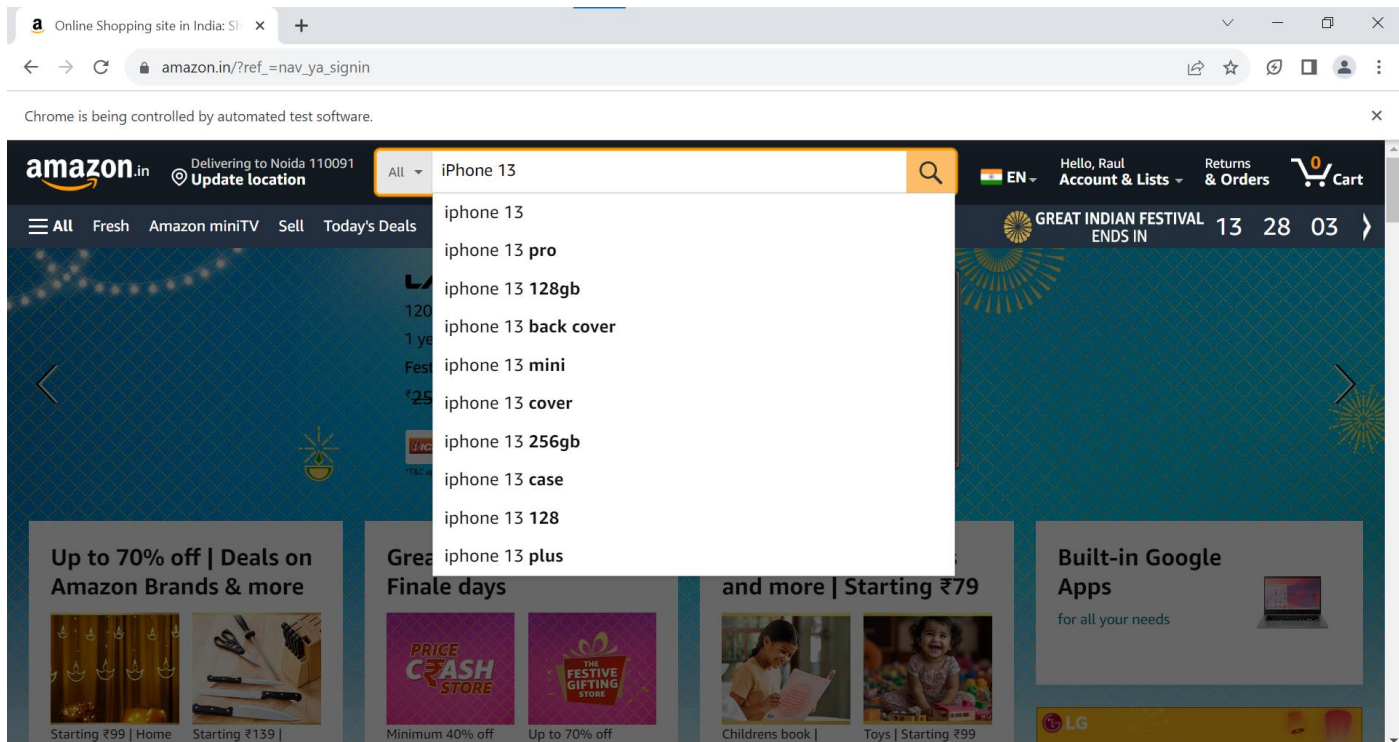 Online Shopping site in India: Sh
amazon.in/?ref_=nav_ya_signin
Chrome is being controlled by automated test software.
amazon.in
Delivering to Noida 110091
Update location
All
iPhone 13
EN
Hello, Raul
Account & Lists
Returns
& Orders
0
Cart
All Fresh Amazon miniTV Sell Today's Deals
GREAT INDIAN FESTIVAL
ENDS IN
13 28 03
iphone 13
iphone 13 pro
iphone 13 128gb
iphone 13 back cover
iphone 13 mini
iphone 13 cover
iphone 13 256gb
iphone 13 case
iphone 13 128
iphone 13 plus
120
1 ye
Fest
₹25
Up to 70% off | Deals on
Amazon Brands & more
Starting ₹99 | Home
Starting ₹139 |
Grea
Finale days
PRICE
CRASH
STORE
Minimum 40% off
THE
FESTIVE
GIFTING
STORE
Up to 70% off
and more | Starting ₹79
Childrens book |
Toys | Starting ₹99
Built-in Google
Apps
for all your needs
LG